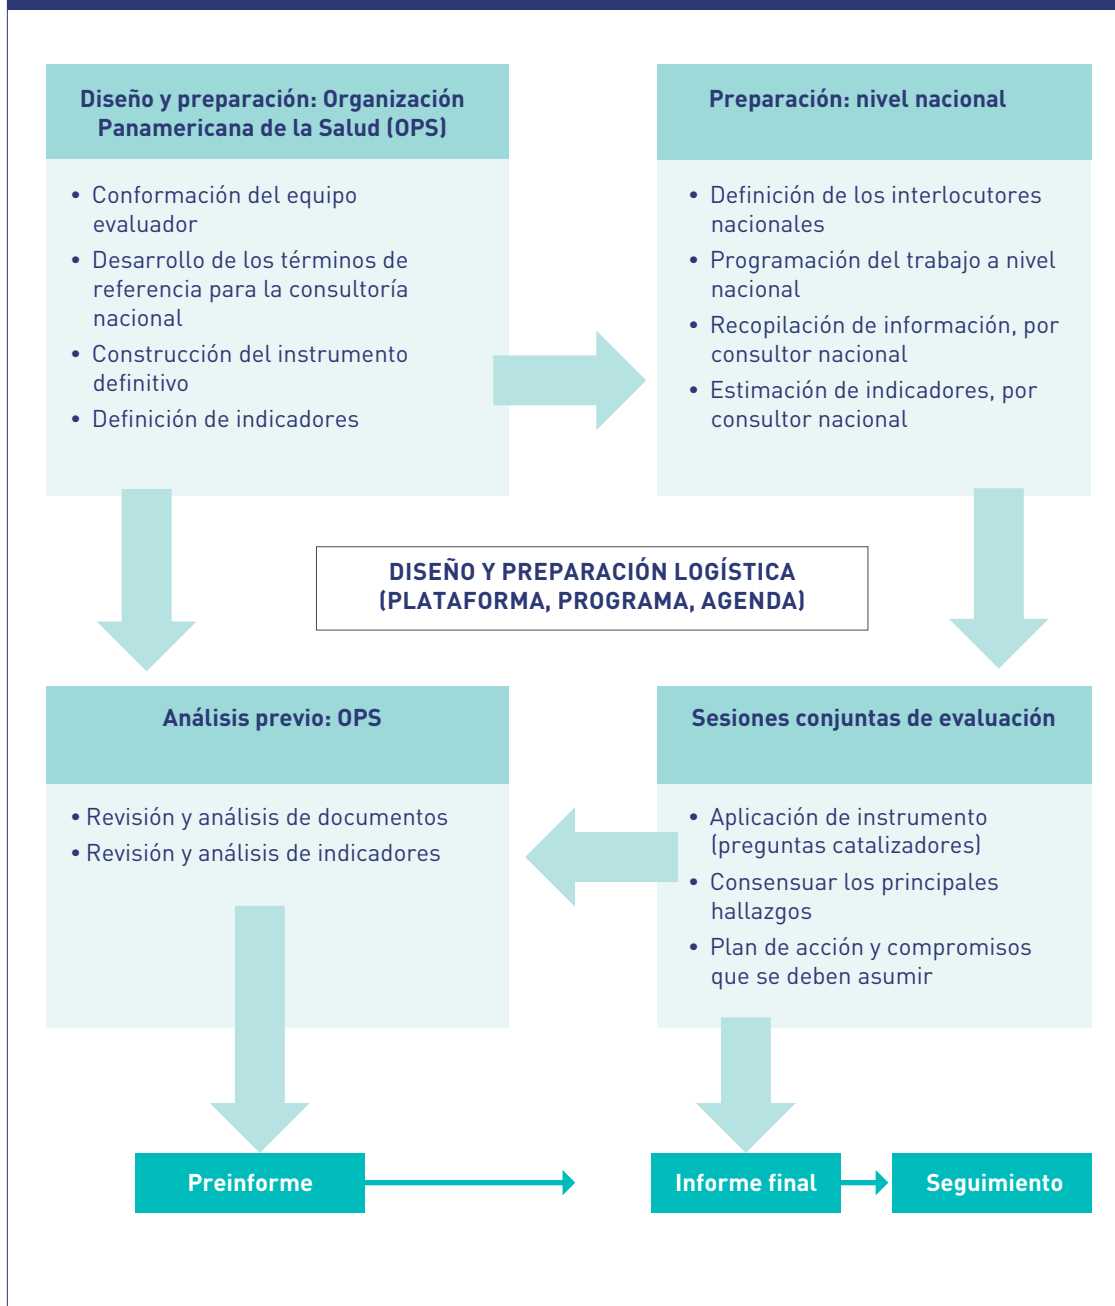 Diseño y preparación: Organización
Panamericana de la Salud (OPS)
• Conformación del equipo
evaluador
• Desarrollo de los términos de
referencia para la consultoría
nacional
• Construcción del instrumento
definitivo
• Definición de indicadores
Preparación: nivel nacional
• Definición de los interlocutores
nacionales
• Programación del trabajo a nivel
nacional
• Recopilación de información, por
consultor nacional
• Estimación de indicadores, por
consultor nacional
DISEÑO Y PREPARACIÓN LOGÍSTICA
(PLATAFORMA, PROGRAMA, AGENDA)
Análisis previo: OPS
• Revisión y análisis de documentos
• Revisión y análisis de indicadores
Sesiones conjuntas de evaluación
• Aplicación de instrumento
(preguntas catalizadores)
• Consensuar los principales
hallazgos
• Plan de acción y compromisos
que se deben asumir
Preinforme
Informe final
Seguimiento